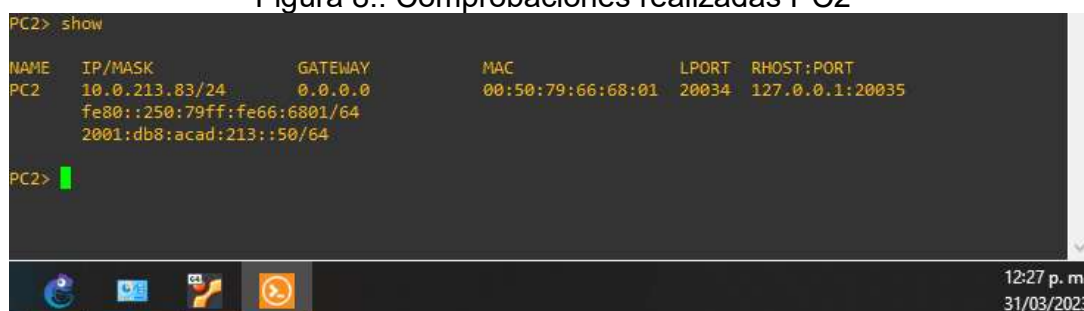 Figura 8.. Comprobaciones realizadas PC2
PC2> show
NAME IP/MASK GATEWAY MAC LPORT RHOST:PORT
PC2 10.0.213.83/24 0.0.0.0 00:50:79:66:68:01 20034 127.0.0.1:20035
fe80::250:79ff:fe66:6801/64
2001:db8:acad:213::50/64
PC2>
12:27 p. m
31/03/2023